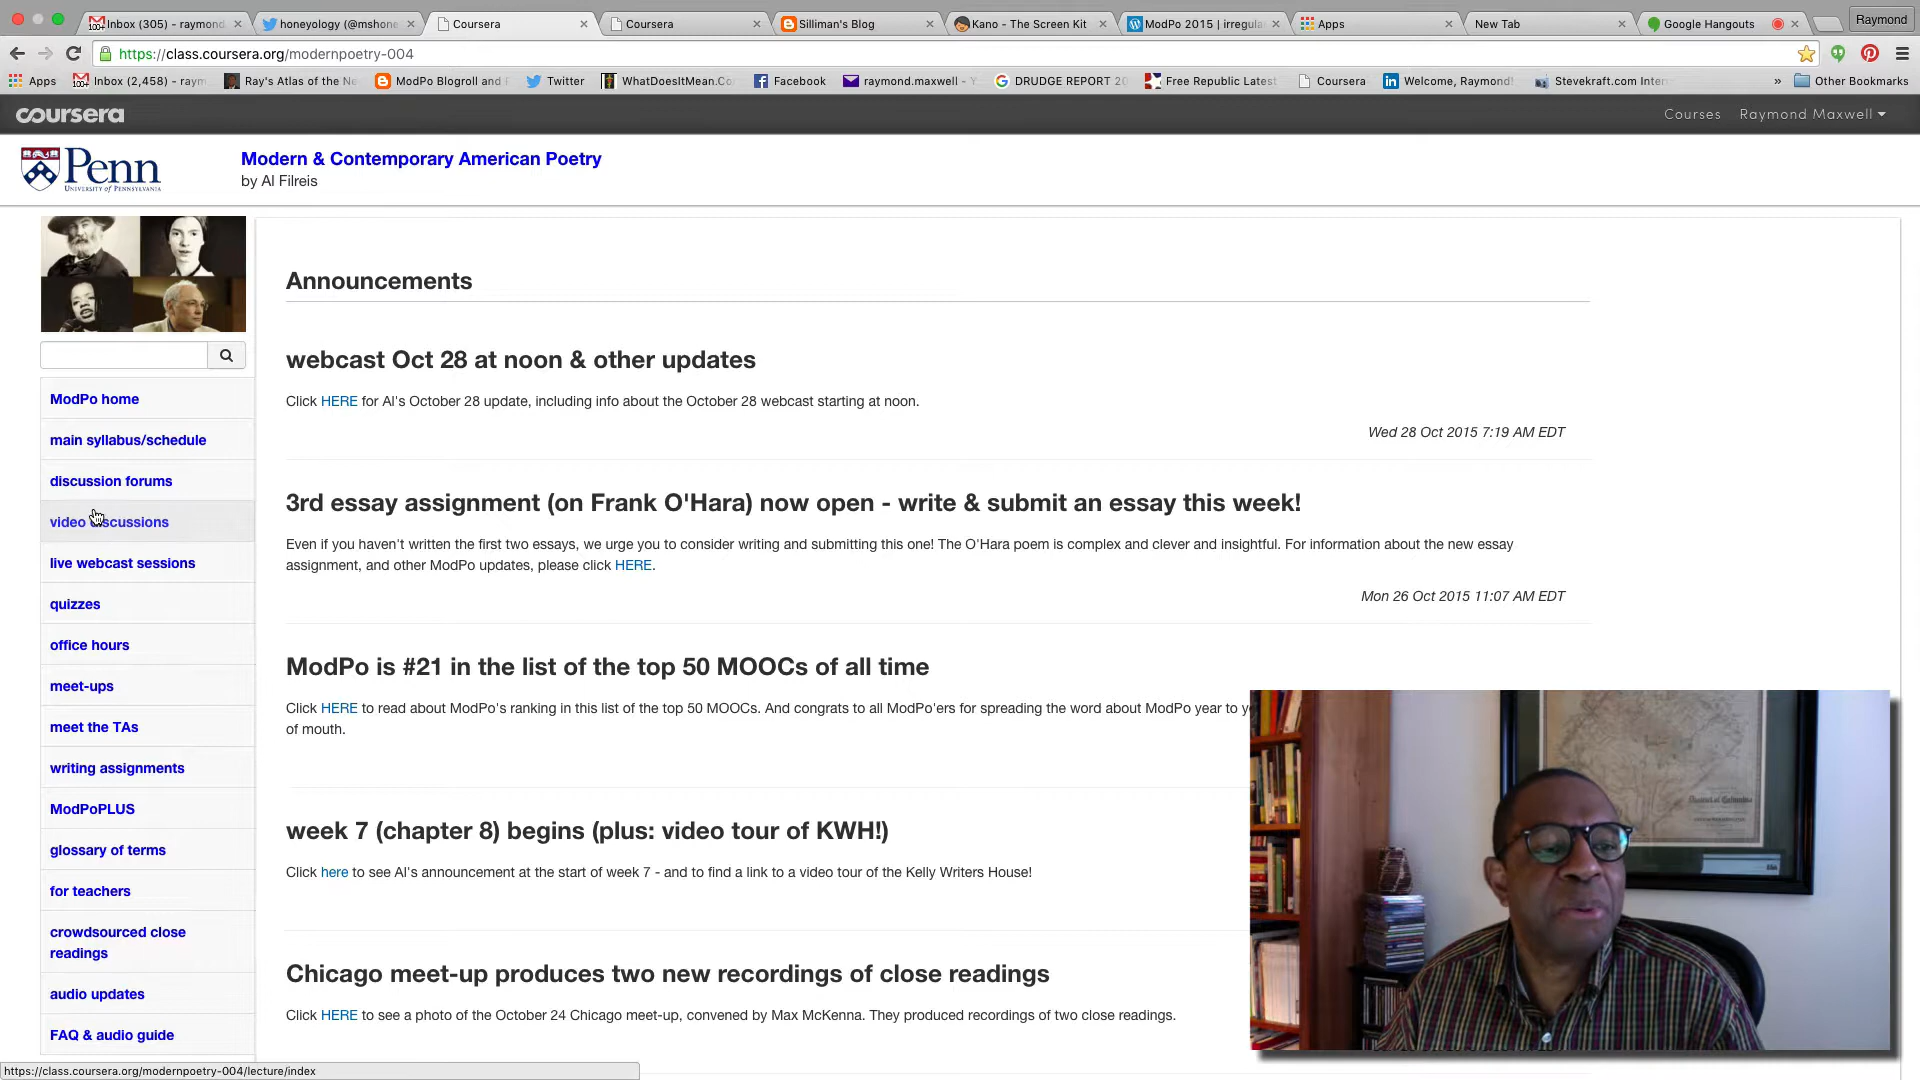 Inbox (305) - raymond
honeyology (@mshone
Coursera
Coursera
Silliman's Blog
Kano - The Screen Kit
ModPo 2015 | irregula
Apps
New Tab
Google Hangouts
Raymond
https://class.coursera.org/modernpoetry-004
Apps
Inbox (2,458) - raym
Ray's Atlas of the Ne
ModPo Blogroll and
Twitter
WhatDoesItMean.Co
Facebook
raymond.maxwell - Y
DRUDGE REPORT 20
Free Republic Latest
Coursera
Welcome, Raymond!
Stevekraft.com Inter
»
Other Bookmarks
coursera
Courses
Raymond Maxwell
Penn
UNIVERSITY of PENNSYLVANIA
Modern & Contemporary American Poetry
by Al Filreis
ModPo home
main syllabus/schedule
discussion forums
video discussions
live webcast sessions
quizzes
office hours
meet-ups
meet the TAs
writing assignments
ModPoPLUS
glossary of terms
for teachers
crowdsourced close
readings
audio updates
FAQ & audio guide
Announcements
webcast Oct 28 at noon & other updates
Click HERE for Al's October 28 update, including info about the October 28 webcast starting at noon.
Wed 28 Oct 2015 7:19 AM EDT
3rd essay assignment (on Frank O'Hara) now open - write & submit an essay this week!
Even if you haven't written the first two essays, we urge you to consider writing and submitting this one! The O'Hara poem is complex and clever and insightful. For information about the new essay
assignment, and other ModPo updates, please click HERE.
Mon 26 Oct 2015 11:07 AM EDT
ModPo is #21 in the list of the top 50 MOOCs of all time
Click HERE to read about ModPo's ranking in this list of the top 50 MOOCs. And congrats to all ModPo'ers for spreading the word about ModPo year to
of mouth.
week 7 (chapter 8) begins (plus: video tour of KWH!)
Click here to see Al's announcement at the start of week 7 - and to find a link to a video tour of the Kelly Writers House!
Chicago meet-up produces two new recordings of close readings
Click HERE to see a photo of the October 24 Chicago meet-up, convened by Max McKenna. They produced recordings of two close readings.
https://class.coursera.org/modernpoetry-004/lecture/index